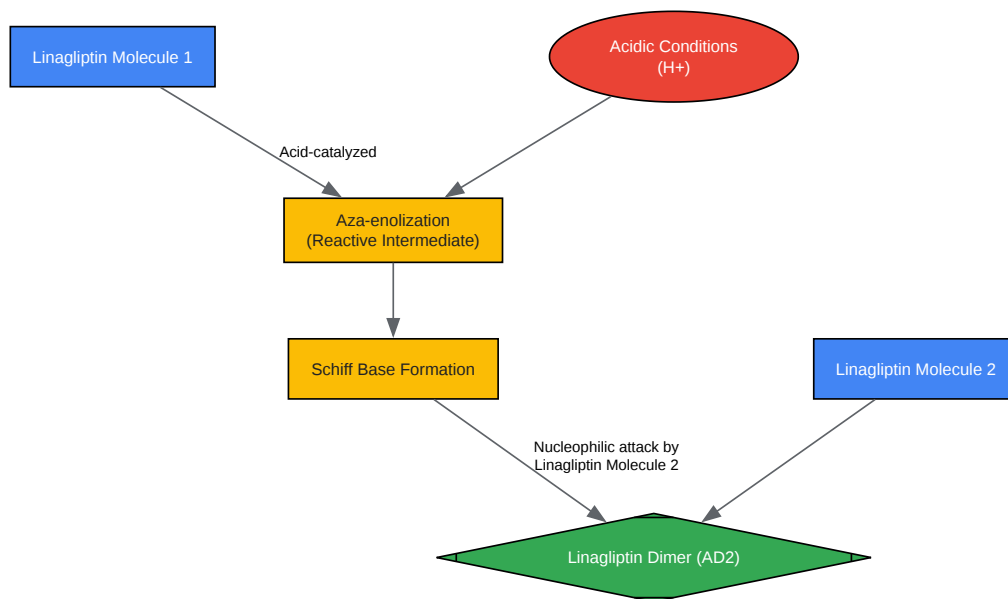 Linagliptin Molecule 1
Acidic Conditions
(H+)
Acid-catalyzed
Aza-enolization
(Reactive Intermediate)
Schiff Base Formation
Linagliptin Molecule 2
Nucleophilic attack by
Linagliptin Molecule 2
Linagliptin Dimer (AD2)